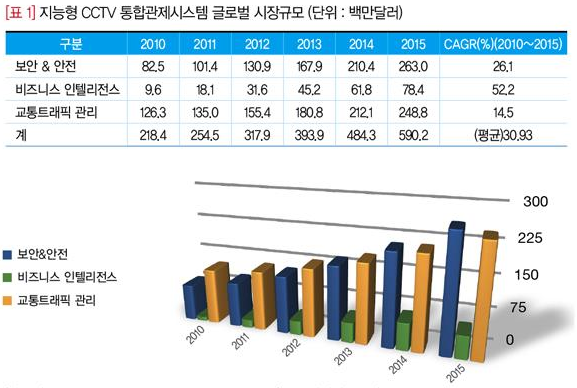 [표 1] 지능형 CCTV 통합관제시스템 글로벌 시장규모 (단위 : 백만달러)
구분 2010 2011 2012 2013 2014 2015 CAGR(%)(2010~2015)
보안 & 안전 82.5 101.4 130.9 167.9 210.4 263.0 26.1
비즈니스 인텔리전스 9.6 18.1 31.6 45.2 61.8 78.4 52.2
교통트래픽 관리 126.3 135.0 155.4 180.8 212.1 248.8 14.5
계 218.4 254.5 317.9 393.9 484.3 590.2 (평균)30.93
300
225
150
75
0
보안&안전
비즈니스 인텔리전스
교통트래픽 관리
2010
2011
2012
2013
2014
2015